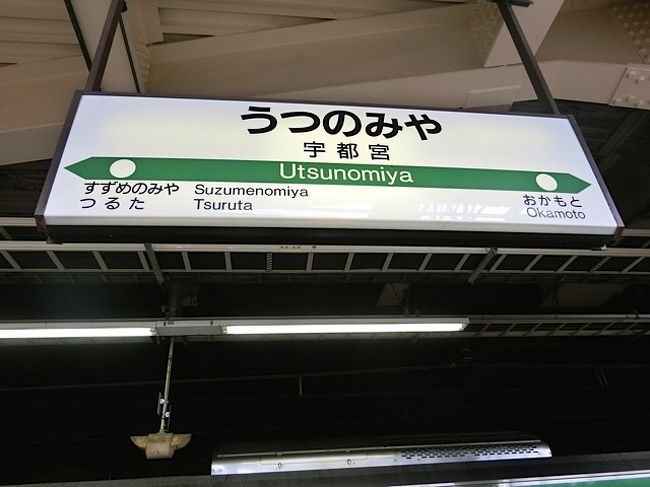 うつのみや
宇都宮
Utsunomiya
すずめのみや Suzumenomiya
つるた Tsuruta
おかもと
Okamoto